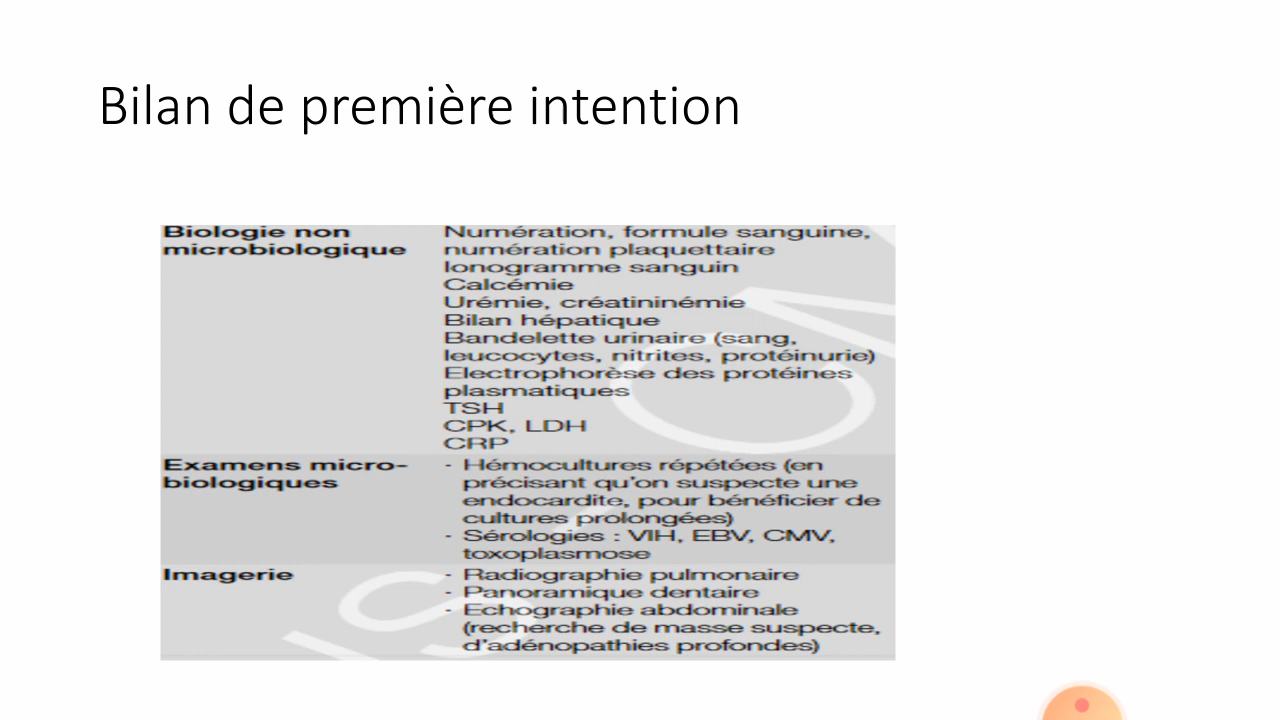 Bilan de première intention
Biologie non
microbiologique
Numération, formule sanguine,
numération plaquettaire
Ionogramme sanguin
Calcémie
Urémie, créatininémie
Bilan hépatique
Bandelette urinaire (sang,
leucocytes, nitrites, protéinurie)
Electrophorèse des protéines
plasmatiques
TSH
CPK, LDH
CRP
Examens micro-
biologiques
- Hémocultures répétées (en
précisant qu'on suspecte une
endocardite, pour bénéficier de
cultures prolongées)
- Sérologies : VIH, EBV, CMV,
toxoplasmose
Imagerie
- Radiographie pulmonaire
- Panoramique dentaire
- Echographie abdominale
(recherche de masse suspecte,
d'adénopathies profondes)